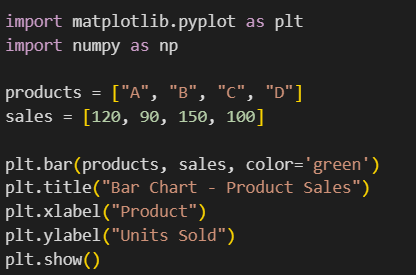 import matplotlib.pyplot as plt
import numpy as np
products = ["A", "B", "C", "D"]
sales = [120, 90, 150, 100]
plt.bar(products, sales, color='green')
plt.title("Bar Chart - Product Sales")
plt.xlabel("Product")
plt.ylabel("Units Sold")
plt.show()